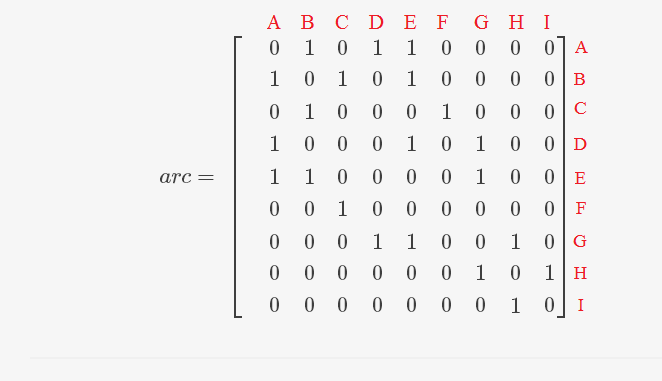 A B C D E F G H I
0 1 0 1 1 0 0 0 0 A
1 0 1 0 1 0 0 0 0 B
0 1 0 0 0 1 0 0 0 C
1 0 0 0 1 0 1 0 0 D
arc = 1 1 0 0 0 0 1 0 0 E
0 0 1 0 0 0 0 0 0 F
0 0 0 1 1 0 0 1 0 G
0 0 0 0 0 0 1 0 1 H
0 0 0 0 0 0 0 1 0 I